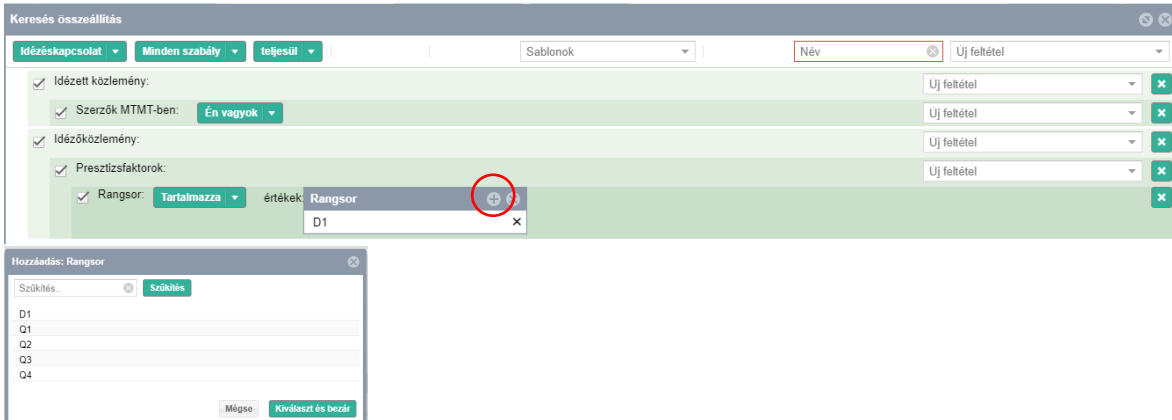 Keresés összeállítás
Idézéskapcsolat Minden szabály teljesül Sablonok Név Új feltétel
Idézett közlemény: Új feltétel
Szerzők MTMT-ben: Én vagyok Új feltétel
Idézőközlemény: Új feltétel
Presztízsfaktorok: Új feltétel
Rangsor: Tartalmazza értékek: Rangsor
D1
Hozzáadás: Rangsor
Szűkítés.. Szűkítés
D1
Q1
Q2
Q3
Q4
Mégse Kiválaszt és bezár